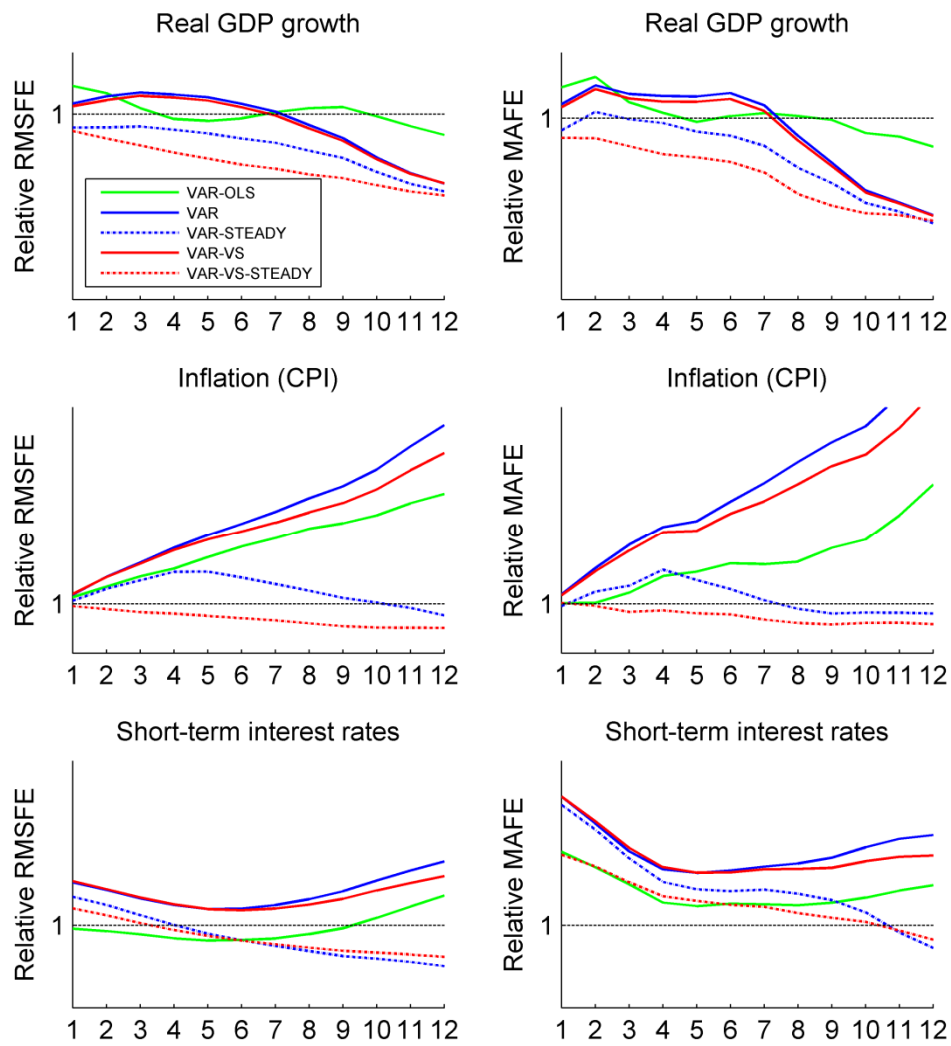 Real GDP growth
Relative RMSFE
1
VAR-OLS
VAR
VAR-STEADY
VAR-VS
VAR-VS-STEADY
1 2 3 4 5 6 7 8 9 10 11 12
Real GDP growth
Relative MAFE
1
1 2 3 4 5 6 7 8 9 10 11 12
Inflation (CPI)
Relative RMSFE
1
1 2 3 4 5 6 7 8 9 10 11 12
Inflation (CPI)
Relative MAFE
1
1 2 3 4 5 6 7 8 9 10 11 12
Short-term interest rates
Relative RMSFE
1
1 2 3 4 5 6 7 8 9 10 11 12
Short-term interest rates
Relative MAFE
1
1 2 3 4 5 6 7 8 9 10 11 12